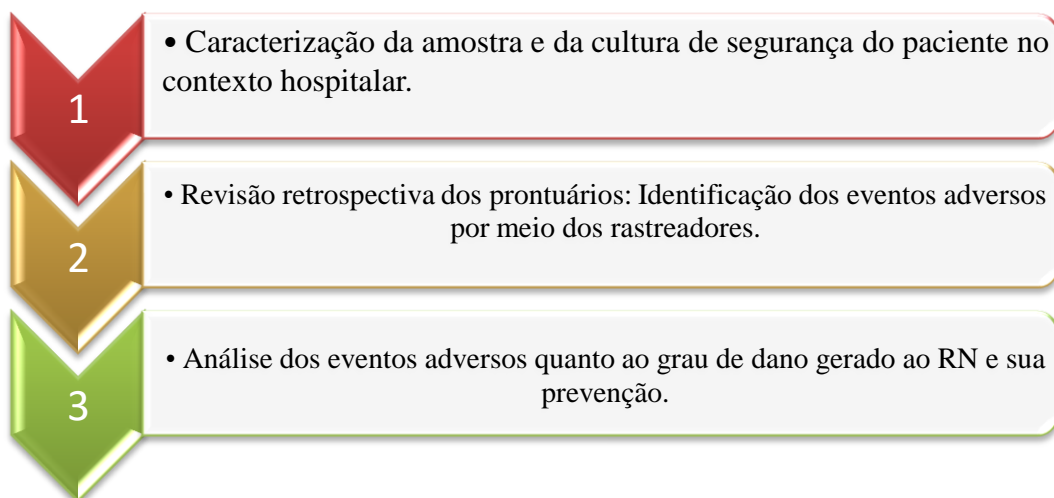 1
• Caracterização da amostra e da cultura de segurança do paciente no
contexto hospitalar.
2
• Revisão retrospectiva dos prontuários: Identificação dos eventos adversos
por meio dos rastreadores.
3
• Análise dos eventos adversos quanto ao grau de dano gerado ao RN e sua
prevenção.